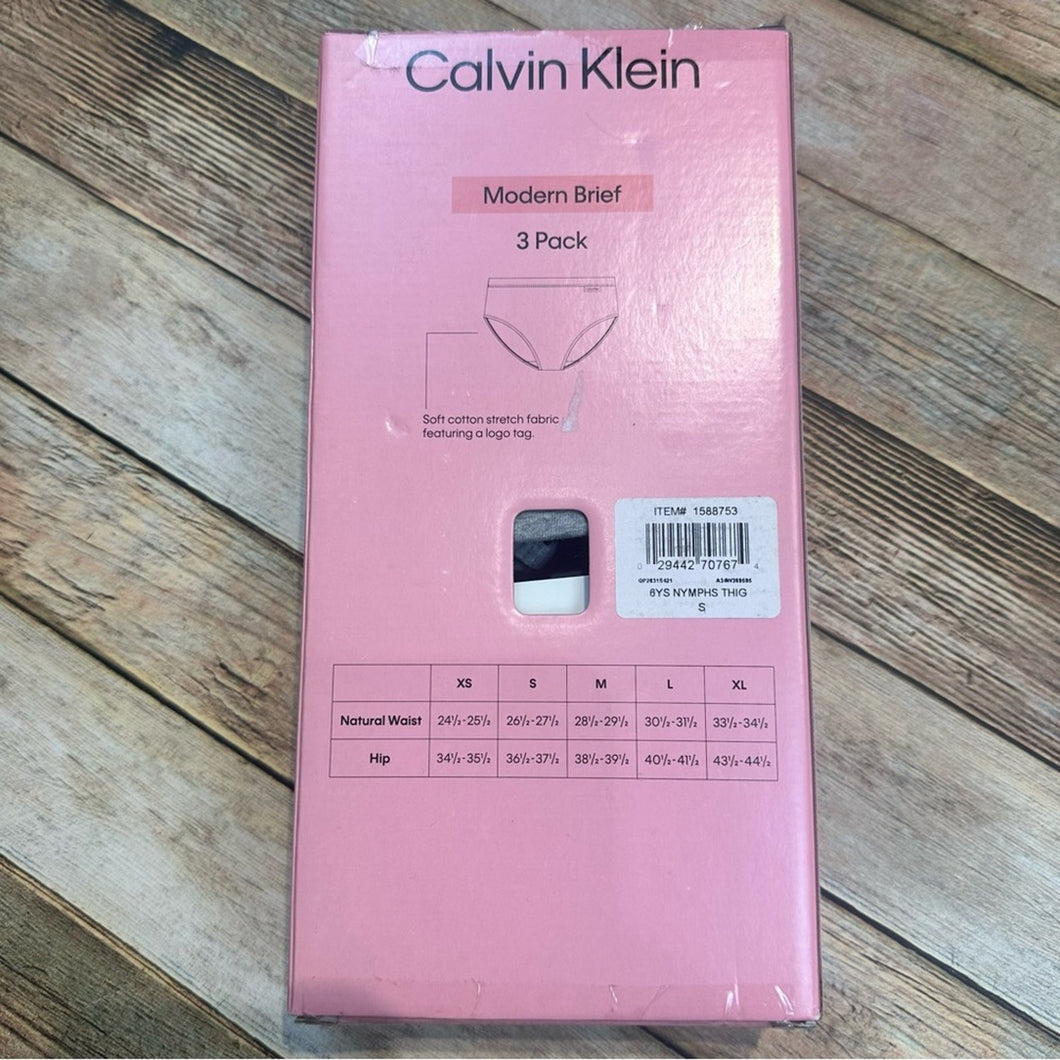 Calvin Klein
Modern Brief
3 Pack
Soft cotton stretch fabric
featuring a logo tag.
ITEM# 1588753
0 29442 70767 4
QP2831S421
6YS NYMPHS THIG
S
XS S M L XL
Natural Waist 24½-25½ 26½-27½ 28½-29½ 30½-31½ 33½-34½
Hip 34½-35½ 36½-37½ 38½-39½ 40½-41½ 43½-44½